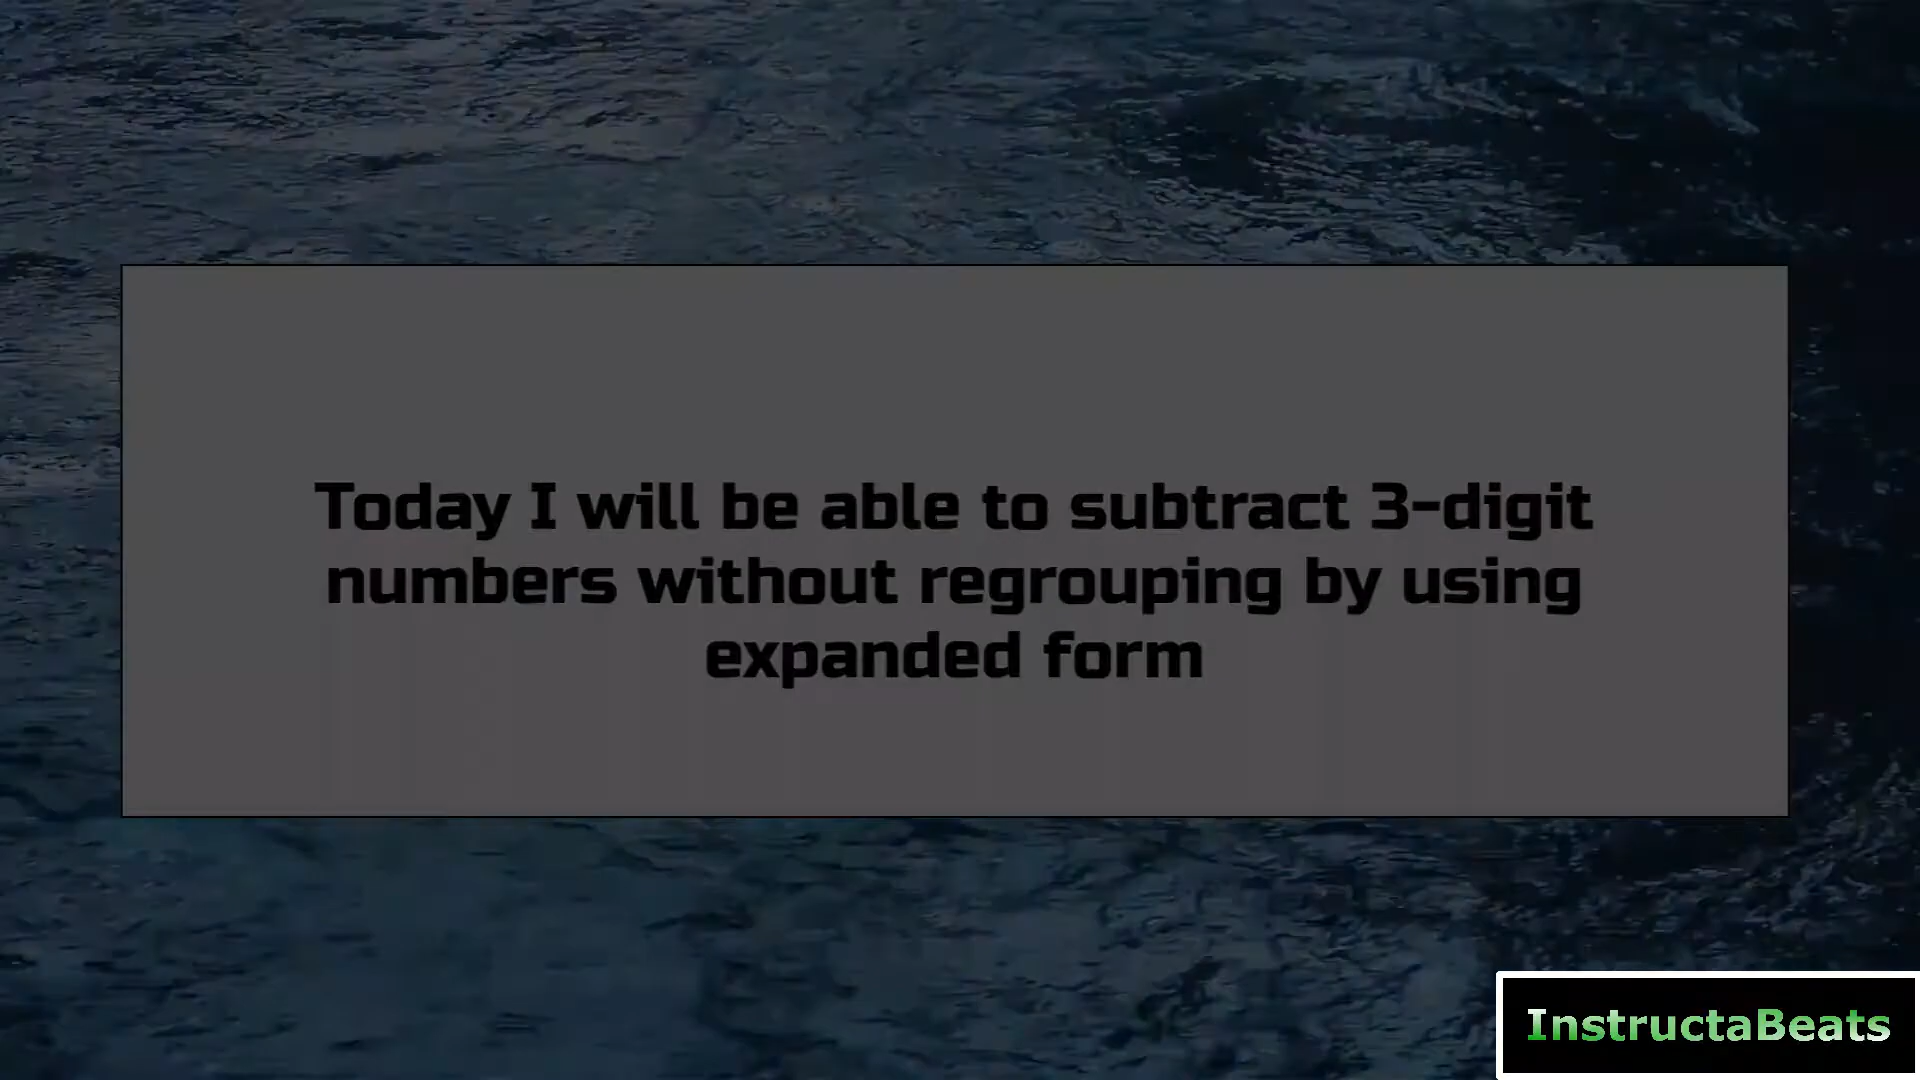 Today I will be able to subtract 3-digit
numbers without regrouping by using
expanded form
InstructaBeats